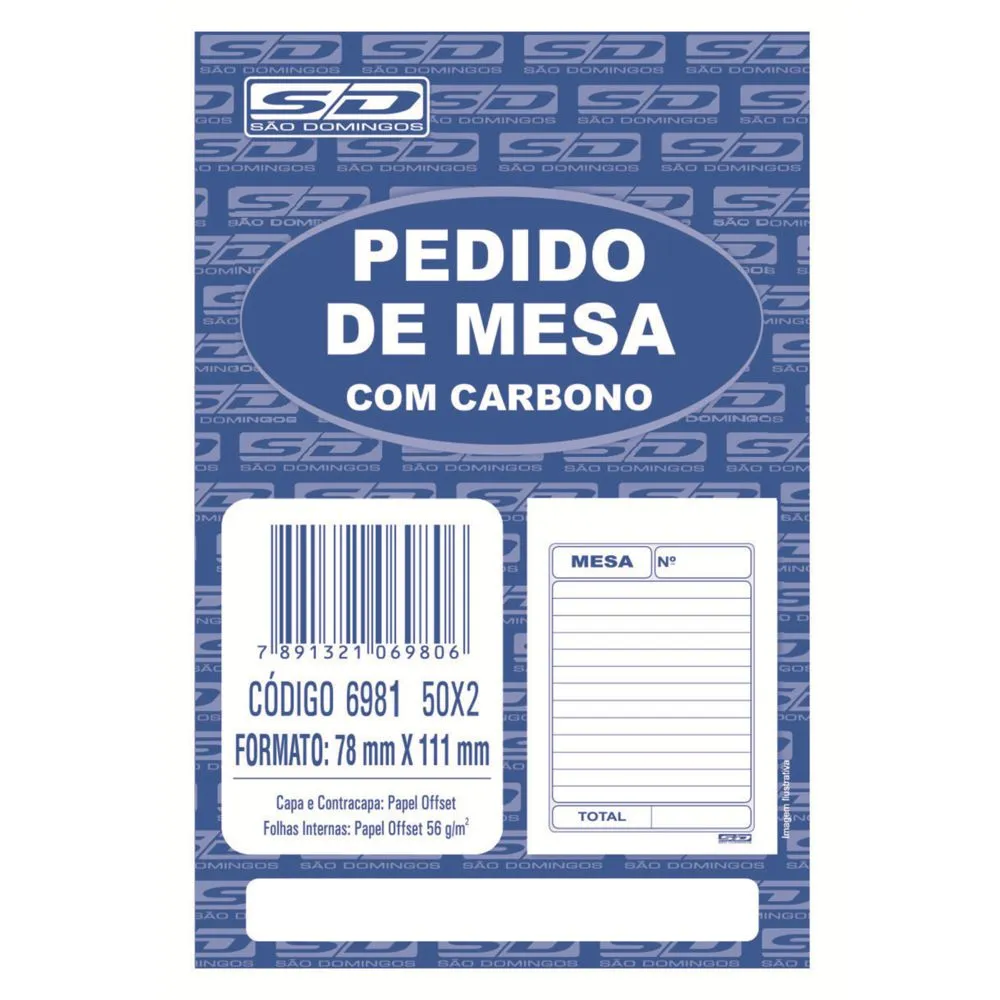 SD
SÃO DOMINGOS
PEDIDO
DE MESA
COM CARBONO
7 891321 069806
CÓDIGO 6981 50X2
FORMATO: 78 mm X 111 mm
Capa e Contracapa: Papel Offset
Folhas Internas: Papel Offset 56 g/m²
MESA Nº
TOTAL
SD
Imagem Ilustrativa